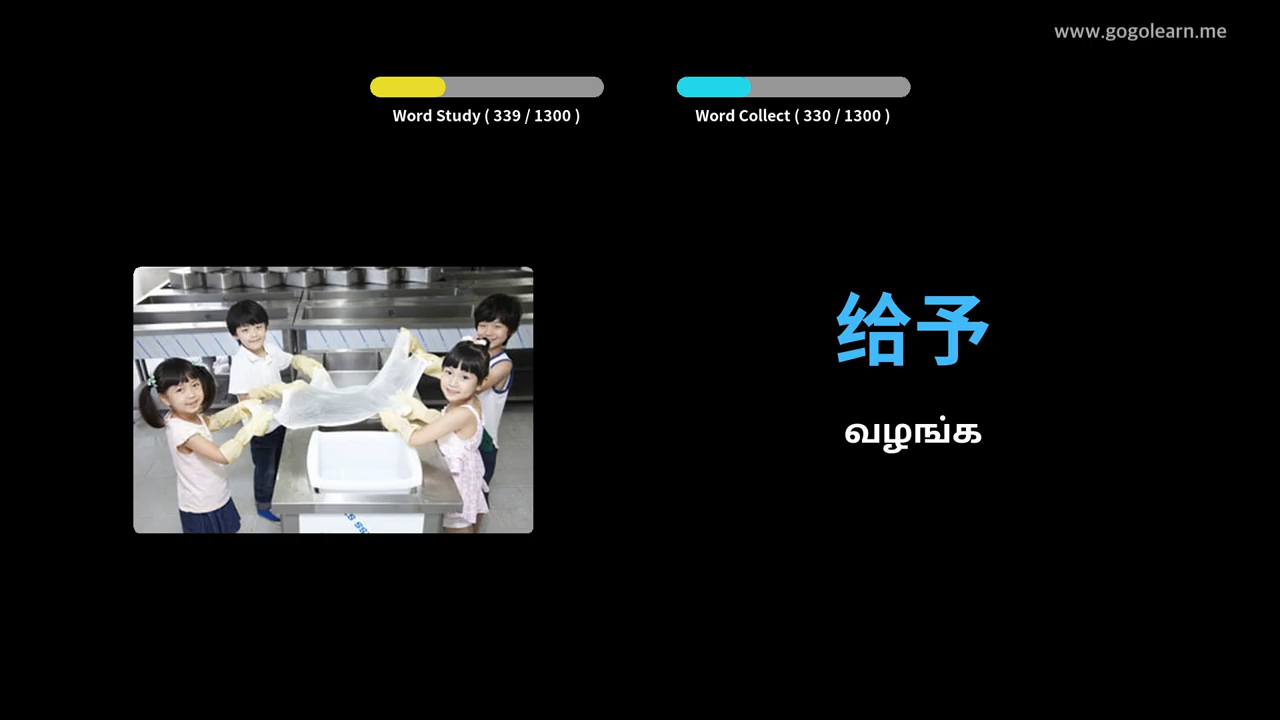 www.gogolearn.me
Word Study ( 339 / 1300 )
Word Collect ( 330 / 1300 )
给予
வழங்க